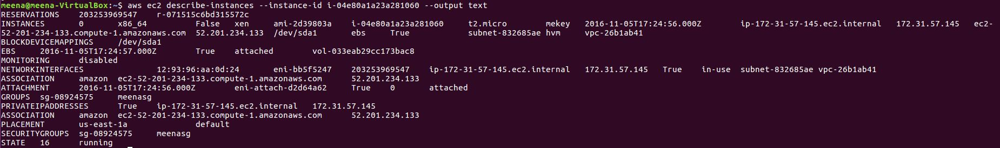 meena@meena-VirtualBox:~$ aws ec2 describe-instances --instance-id i-04e80a1a23a281060 --output text
RESERVATIONS 203253969547 r-071515c6bd315572c
INSTANCES 0 x86_64 False xen ami-2d39803a i-04e80a1a23a281060 t2.micro mekey 2016-11-05T17:24:56.000Z ip-172-31-57-145.ec2.internal 172.31.57.145 ec2-
52-201-234-133.compute-1.amazonaws.com 52.201.234.133 /dev/sda1 ebs True subnet-832685ae hvm vpc-26b1ab41
BLOCKDEVICEMAPPINGS /dev/sda1
EBS 2016-11-05T17:24:57.000Z True attached vol-033eab29cc173bac8
MONITORING disabled
NETWORKINTERFACES 12:93:96:aa:0d:24 eni-bb5f5247 203253969547 ip-172-31-57-145.ec2.internal 172.31.57.145 True in-use subnet-832685ae vpc-26b1ab41
ASSOCIATION amazon ec2-52-201-234-133.compute-1.amazonaws.com 52.201.234.133
ATTACHMENT 2016-11-05T17:24:56.000Z eni-attach-d2d64a62 True 0 attached
GROUPS sg-08924575 meenasg
PRIVATEIPADDRESSES True ip-172-31-57-145.ec2.internal 172.31.57.145
ASSOCIATION amazon ec2-52-201-234-133.compute-1.amazonaws.com 52.201.234.133
PLACEMENT us-east-1a default
SECURITYGROUPS sg-08924575 meenasg
STATE 16 running